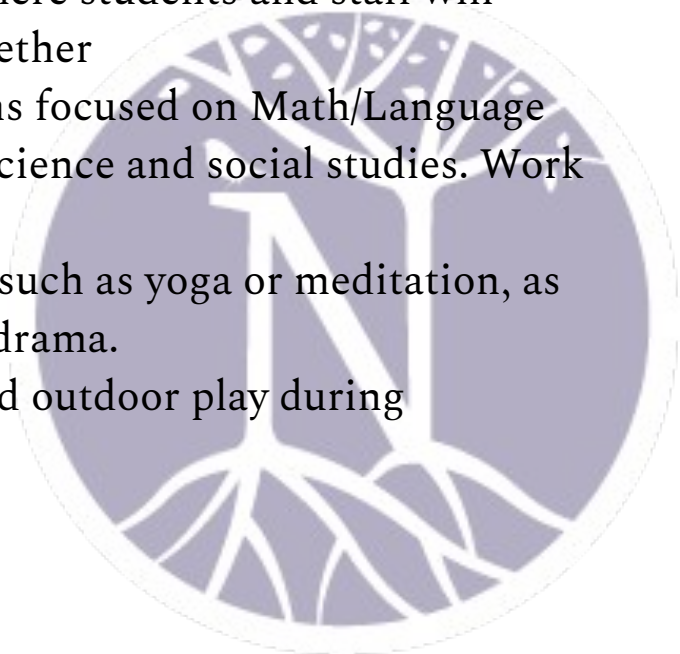 here students and staff will
ether
ns focused on Math/Language
cience and social studies. Work
such as yoga or meditation, as
drama.
d outdoor play during
N